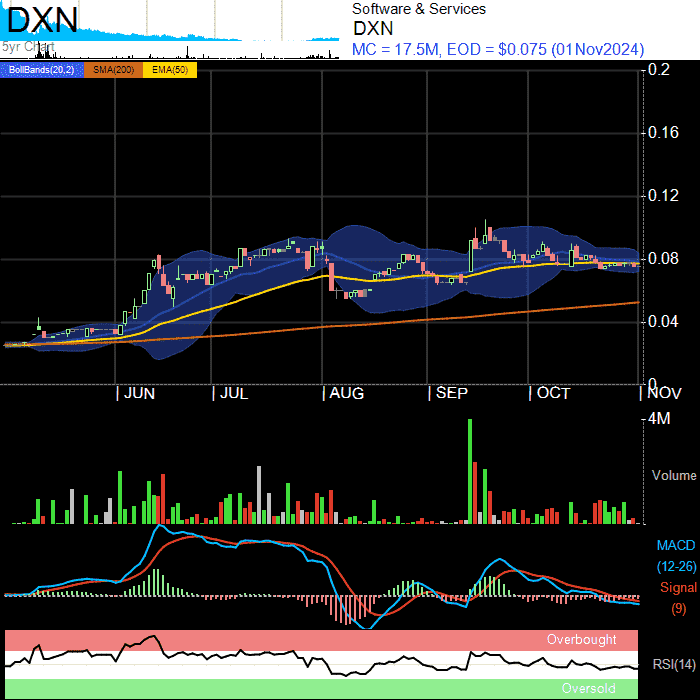 DXN
5yr Chart
Software & Services
DXN
MC = 17.5M, EOD = $0.075 (01Nov2024)
BollBands(20,2) SMA(200) EMA(50)
0.2
0.16
0.12
0.08
0.04
0
JUN JUL AUG SEP OCT NOV
4M
Volume
MACD
(12-26)
Signal
(9)
Overbought
RSI(14)
Oversold